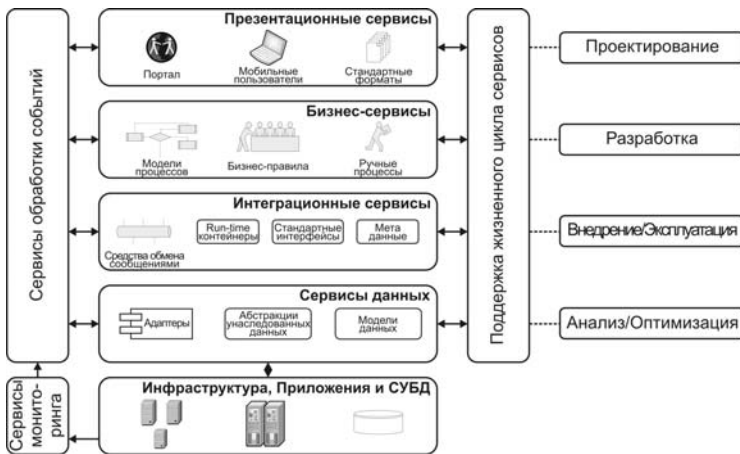 Сервисы обработки событий
Презентационные сервисы
Портал
Мобильные
пользователи
Стандартные
форматы
Бизнес-сервисы
Модели
процессов
Бизнес-правила
Ручные
процессы
Интеграционные сервисы
Средства обмена
сообщениями
Run-time
контейнеры
Стандартные
интерфейсы
Мета
данные
Сервисы данных
Адаптеры
Абстракции
унаследованных
данных
Модели
данных
Сервисы
монито-
ринга
Инфраструктура, Приложения и СУБД
Поддержка жизненного цикла сервисов
Проектирование
Разработка
Внедрение/Эксплуатация
Анализ/Оптимизация